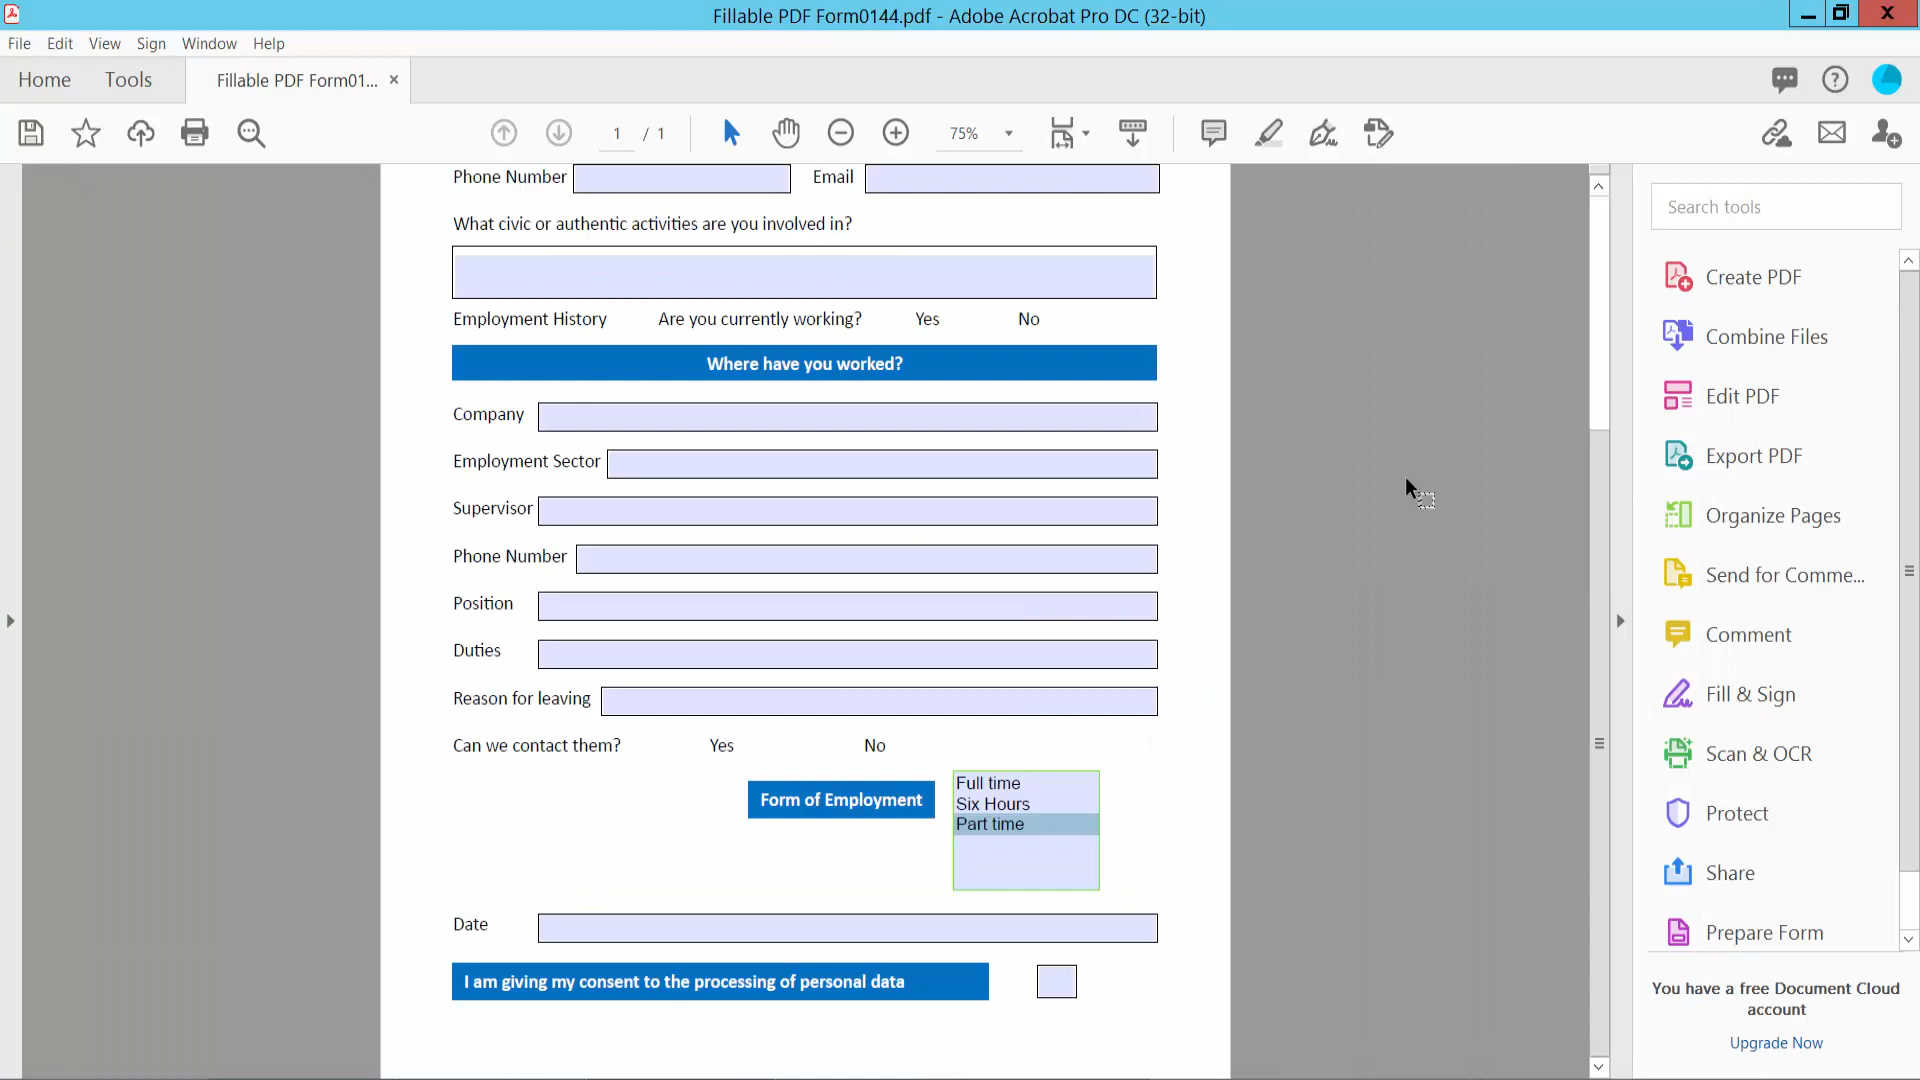 Fillable PDF Form0144.pdf - Adobe Acrobat Pro DC (32-bit)
File Edit View Sign Window Help
Home Tools Fillable PDF Form01...
1 / 1 75%
Phone Number Email
What civic or authentic activities are you involved in?
Employment History Are you currently working? Yes No
Where have you worked?
Company
Employment Sector
Supervisor
Phone Number
Position
Duties
Reason for leaving
Can we contact them? Yes No
Form of Employment
Full time
Six Hours
Part time
Date
I am giving my consent to the processing of personal data
Search tools
Create PDF
Combine Files
Edit PDF
Export PDF
Organize Pages
Send for Comme...
Comment
Fill & Sign
Scan & OCR
Protect
Share
Prepare Form
You have a free Document Cloud
account
Upgrade Now